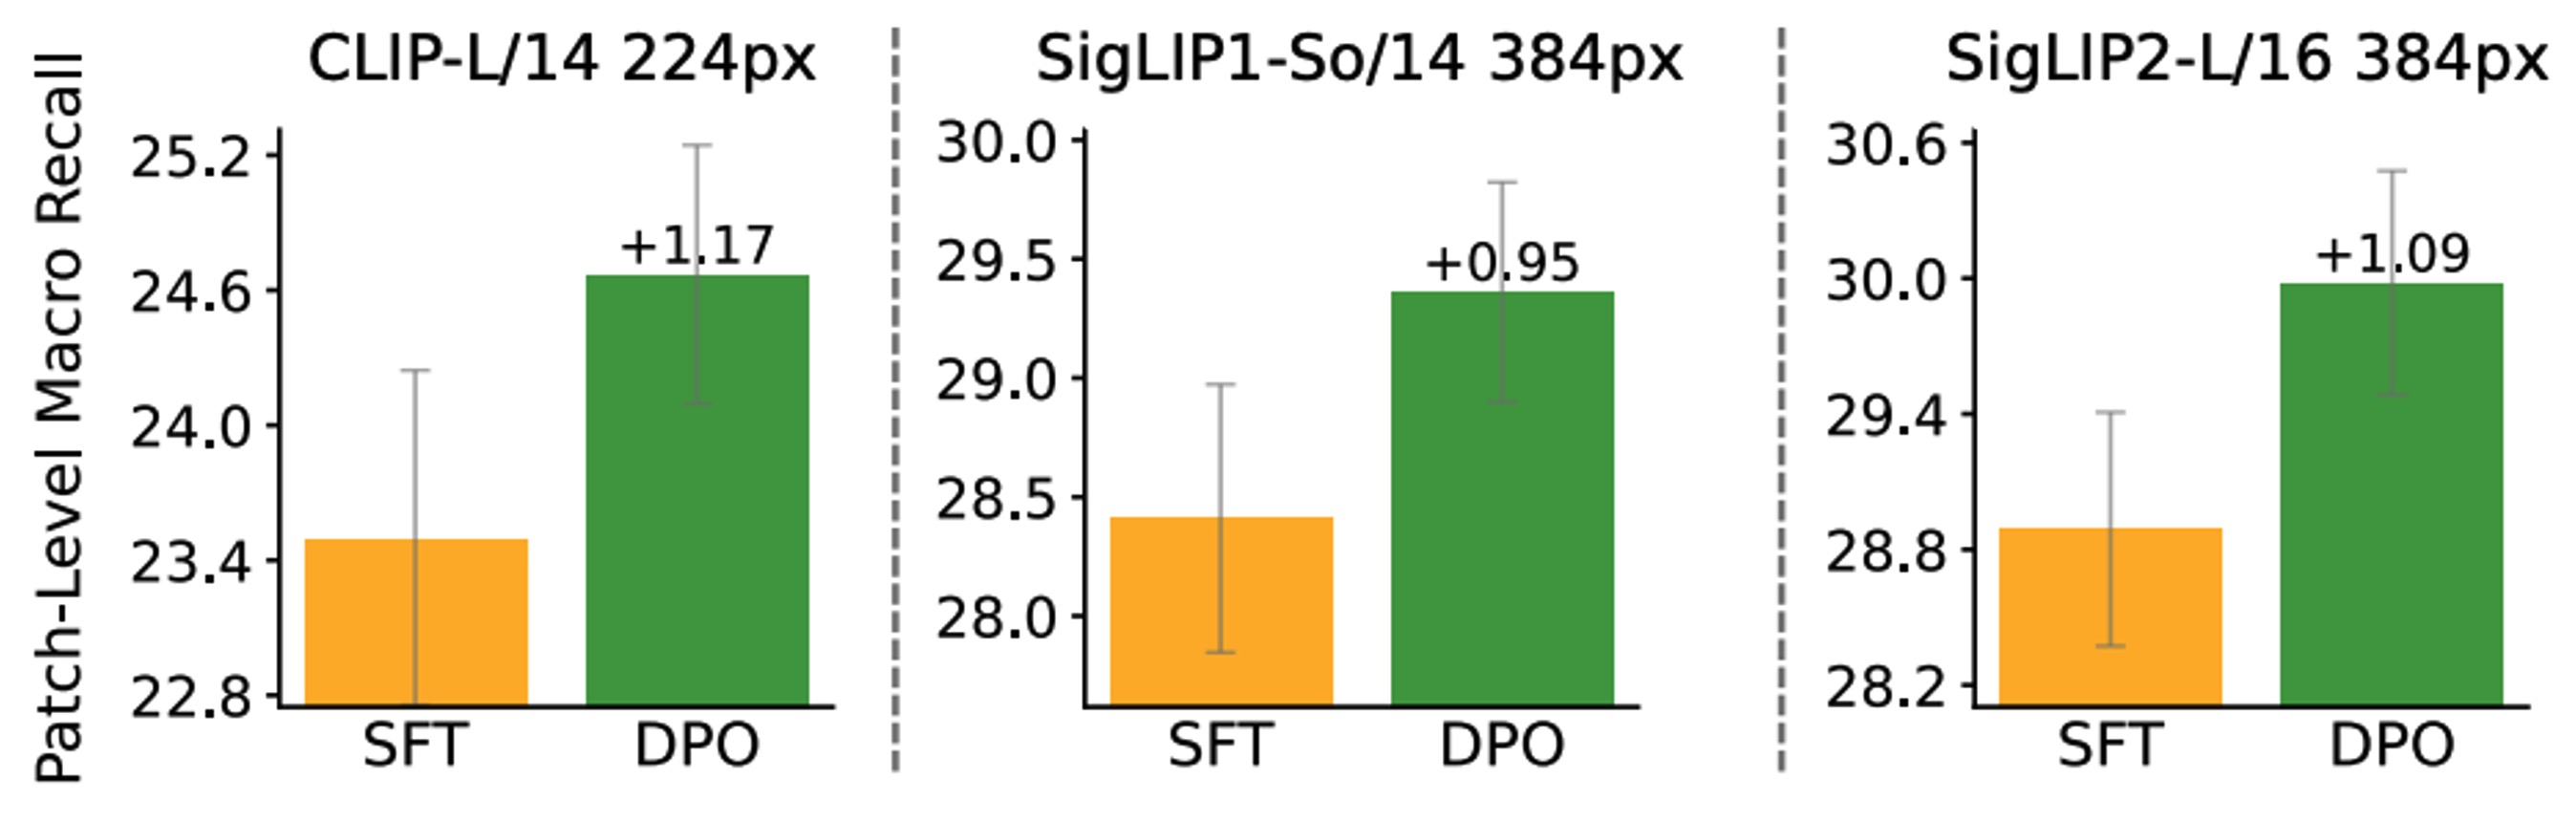 Patch-Level Macro Recall
CLIP-L/14 224px
25.2
24.6
24.0
23.4
22.8
+1.17
SFT
DPO
SigLIP1-So/14 384px
30.0
29.5
29.0
28.5
28.0
+0.95
SFT
DPO
SigLIP2-L/16 384px
30.6
30.0
29.4
28.8
28.2
+1.09
SFT
DPO